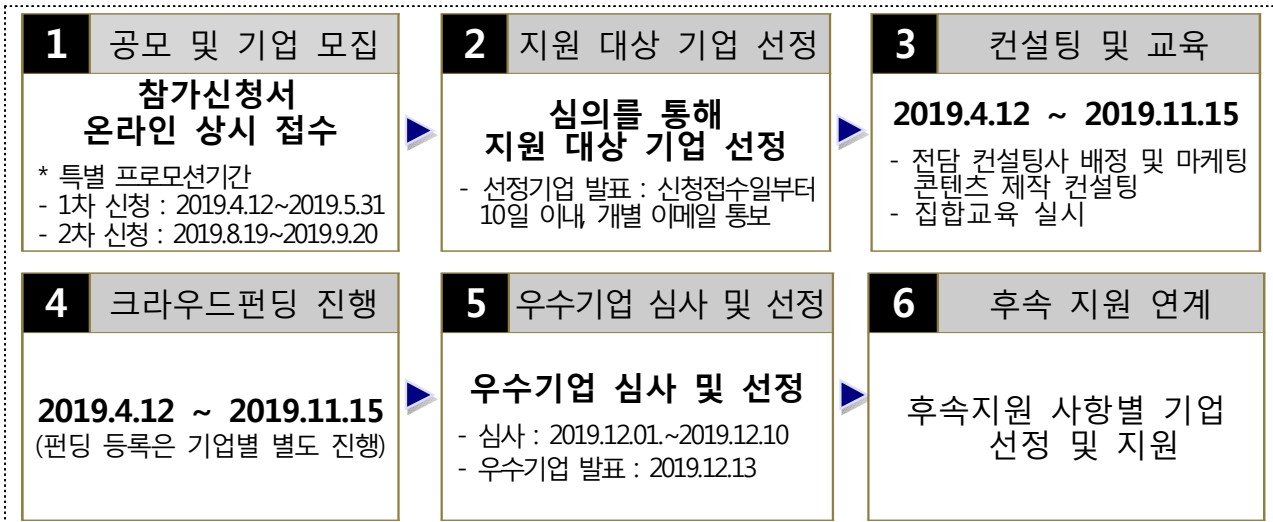 1 공모 및 기업 모집
참가신청서
온라인 상시 접수
* 특별 프로모션기간
- 1차 신청 : 2019.4.12~2019.5.31
- 2차 신청 : 2019.8.19~2019.9.20
2 지원 대상 기업 선정
심의를 통해
지원 대상 기업 선정
- 선정기업 발표 : 신청접수일부터
10일 이내, 개별 이메일 통보
3 컨설팅 및 교육
2019.4.12 ~ 2019.11.15
- 전담 컨설팅사 배정 및 마케팅
콘텐츠 제작 컨설팅
- 집합교육 실시
4 크라우드펀딩 진행
2019.4.12 ~ 2019.11.15
(펀딩 등록은 기업별 별도 진행)
5 우수기업 심사 및 선정
우수기업 심사 및 선정
- 심사 : 2019.12.01.~2019.12.10
- 우수기업 발표 : 2019.12.13
6 후속 지원 연계
후속지원 사항별 기업
선정 및 지원